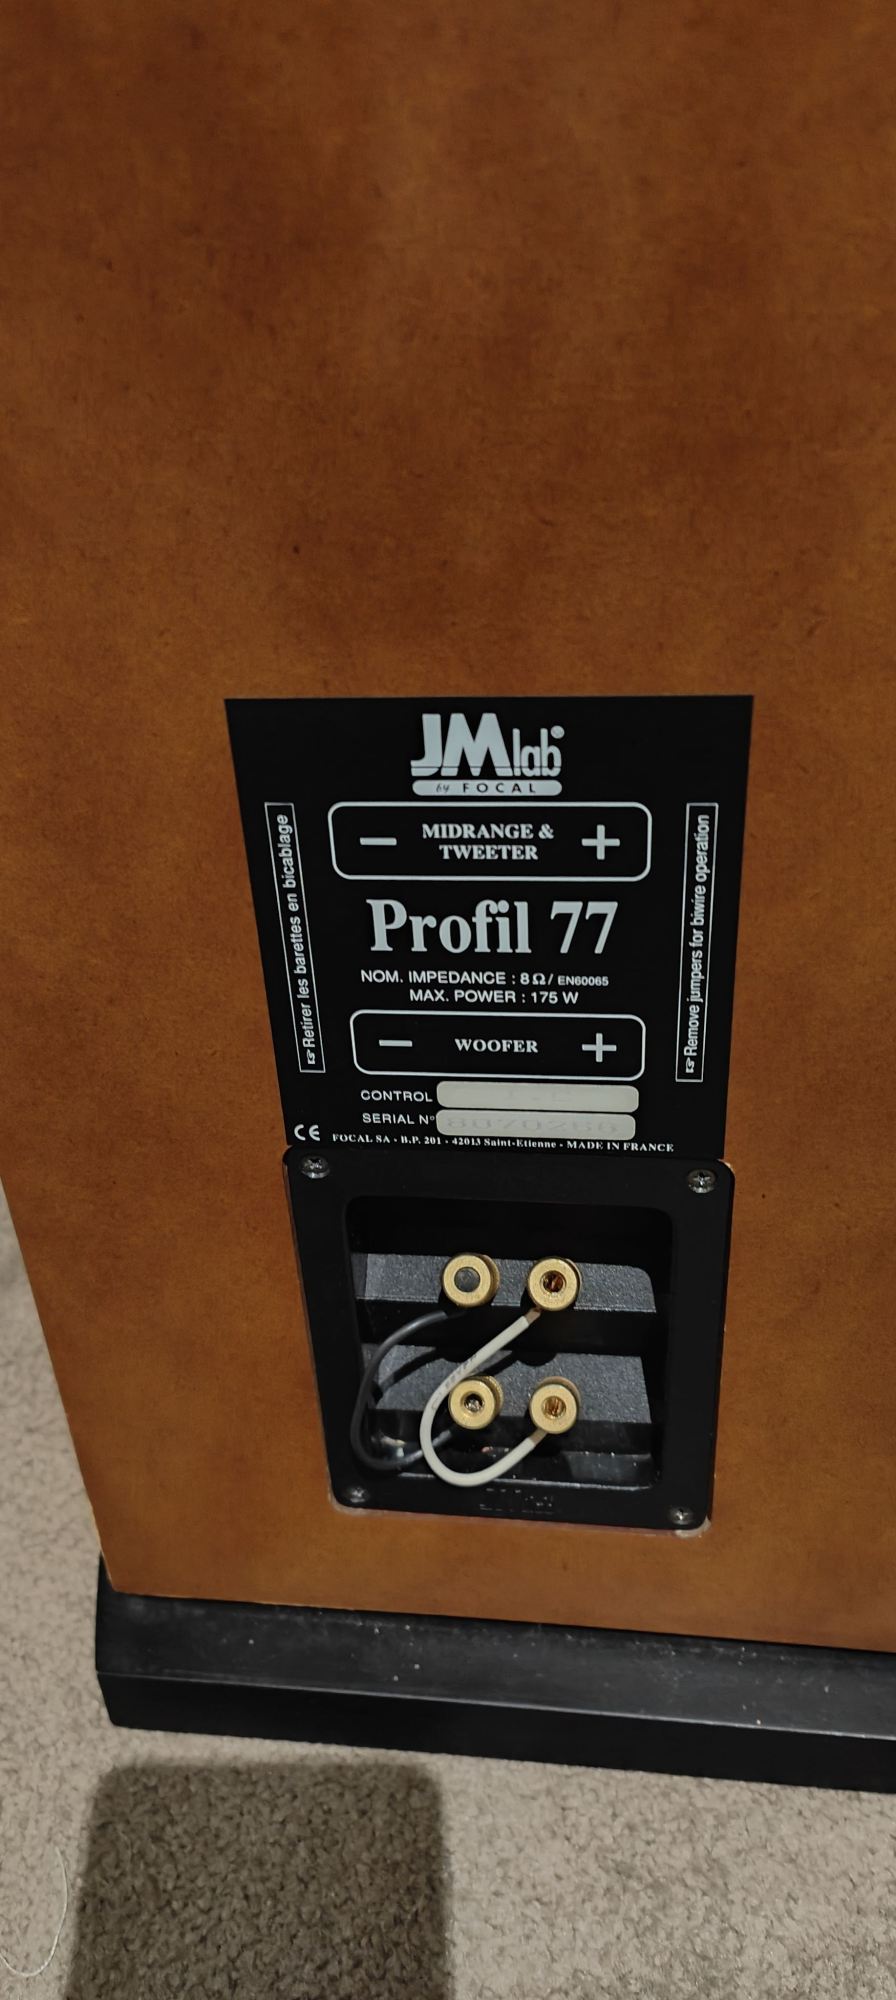 JMlab
by FOCAL
− MIDRANGE & +
TWEETER
☞ Retirer les barettes en bicablage
☞ Remove jumpers for biwire operation
Profil 77
NOM. IMPEDANCE : 8 Ω / EN60065
MAX. POWER : 175 W
− WOOFER +
CONTROL
SERIAL N°
CE FOCAL SA - B.P. 201 - 42013 Saint-Etienne - MADE IN FRANCE